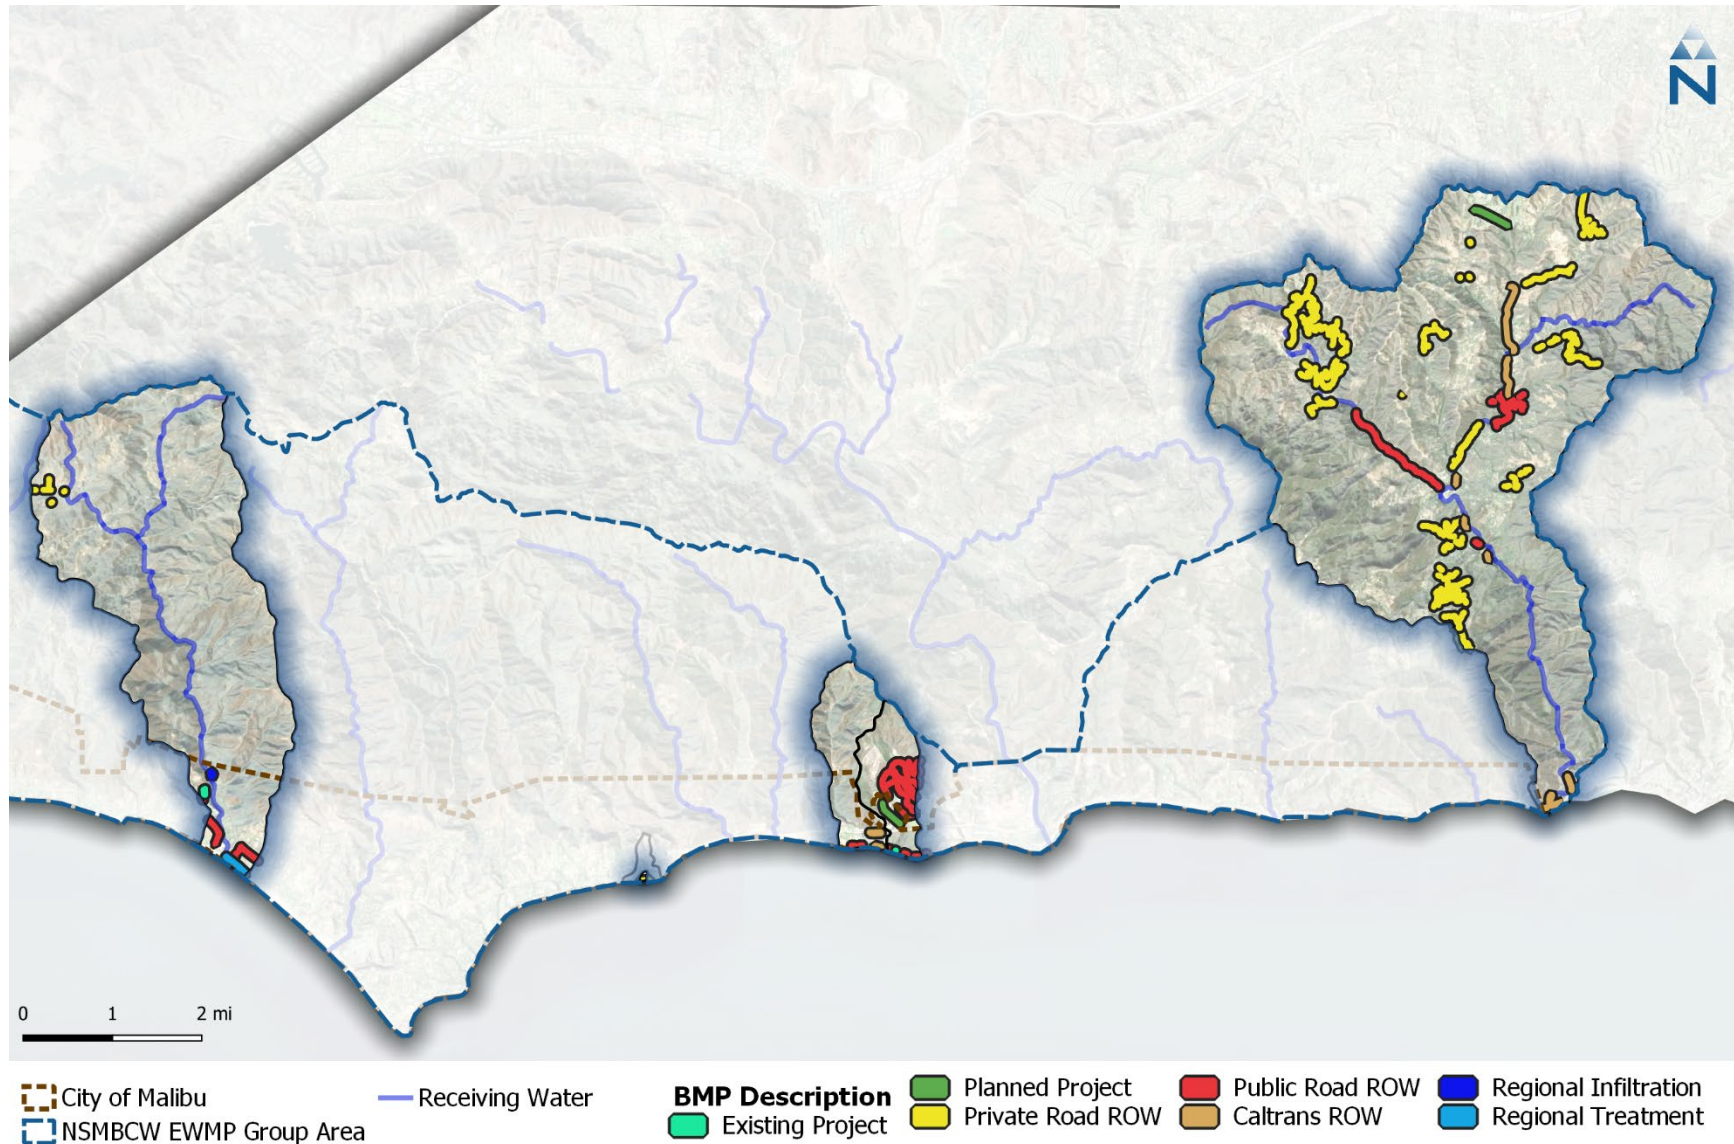 N
0 1 2 mi
City of Malibu
NSMBCW EWMP Group Area
Receiving Water
BMP Description
Existing Project
Planned Project
Private Road ROW
Public Road ROW
Caltrans ROW
Regional Infiltration
Regional Treatment